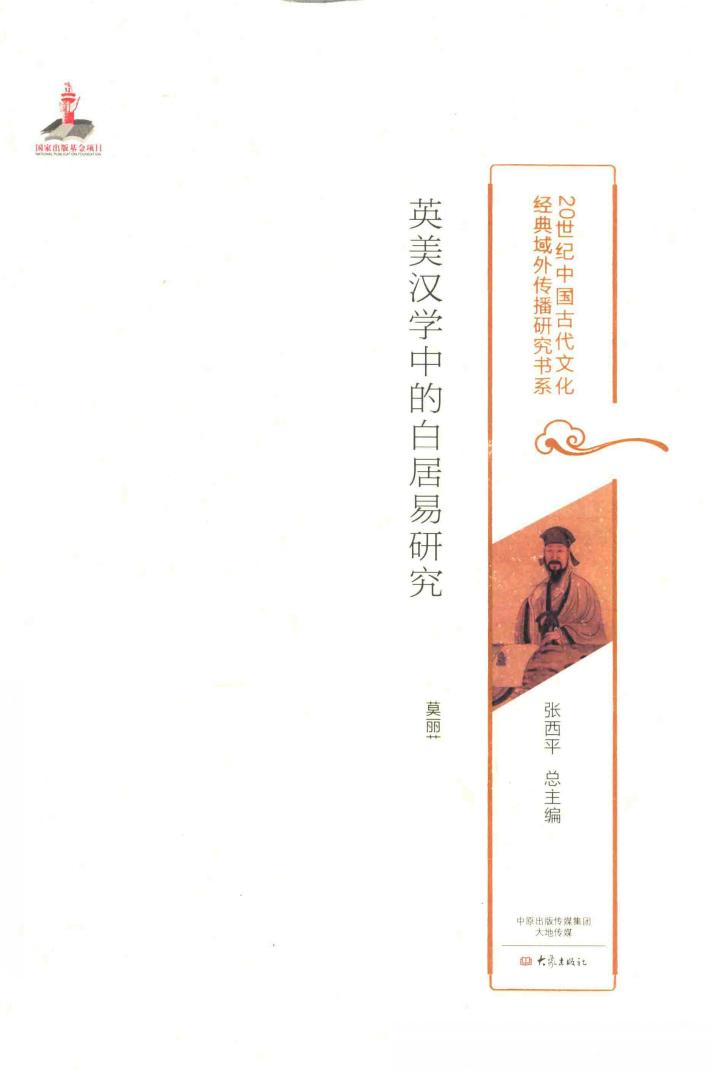 国家出版基金项目
NATIONAL PUBLICATION FOUNDATION
20世纪中国古代文化
经典域外传播研究书系
英美汉学中的白居易研究
莫丽
张西平 总主编
中原出版传媒集团
大地传媒
大象出版社